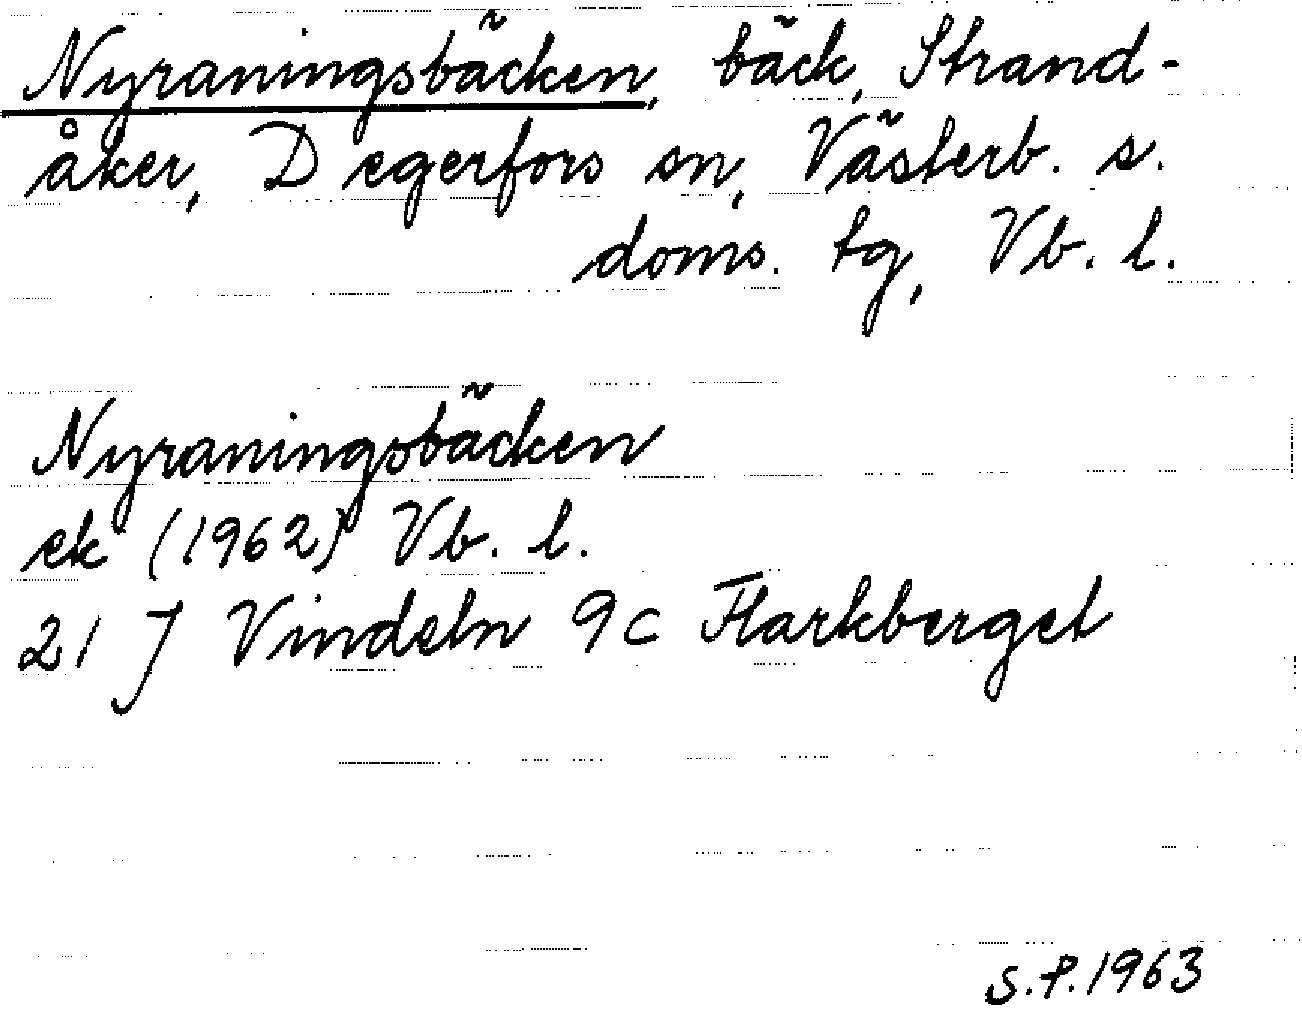 Nyraningsbäcken, bäck, Strand-
åker, Degerfors sn, Västerb. s.
doms. tg, Vb. l.
Nyraningsbäcken
ek (1962) Vb. l.
21 J Vindeln 9c Flarkberget
S.P. 1963